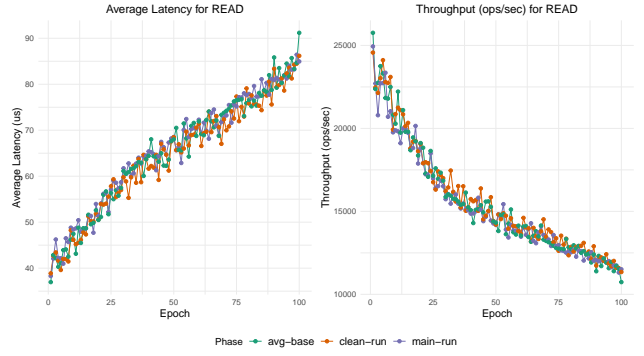 Average Latency for READ
Throughput (ops/sec) for READ
Average Latency (us)
90
80
70
60
50
40
0
25
50
75
100
Epoch
Throughput (ops/sec)
25000
20000
15000
10000
0
25
50
75
100
Epoch
Phase avg−base clean−run main−run